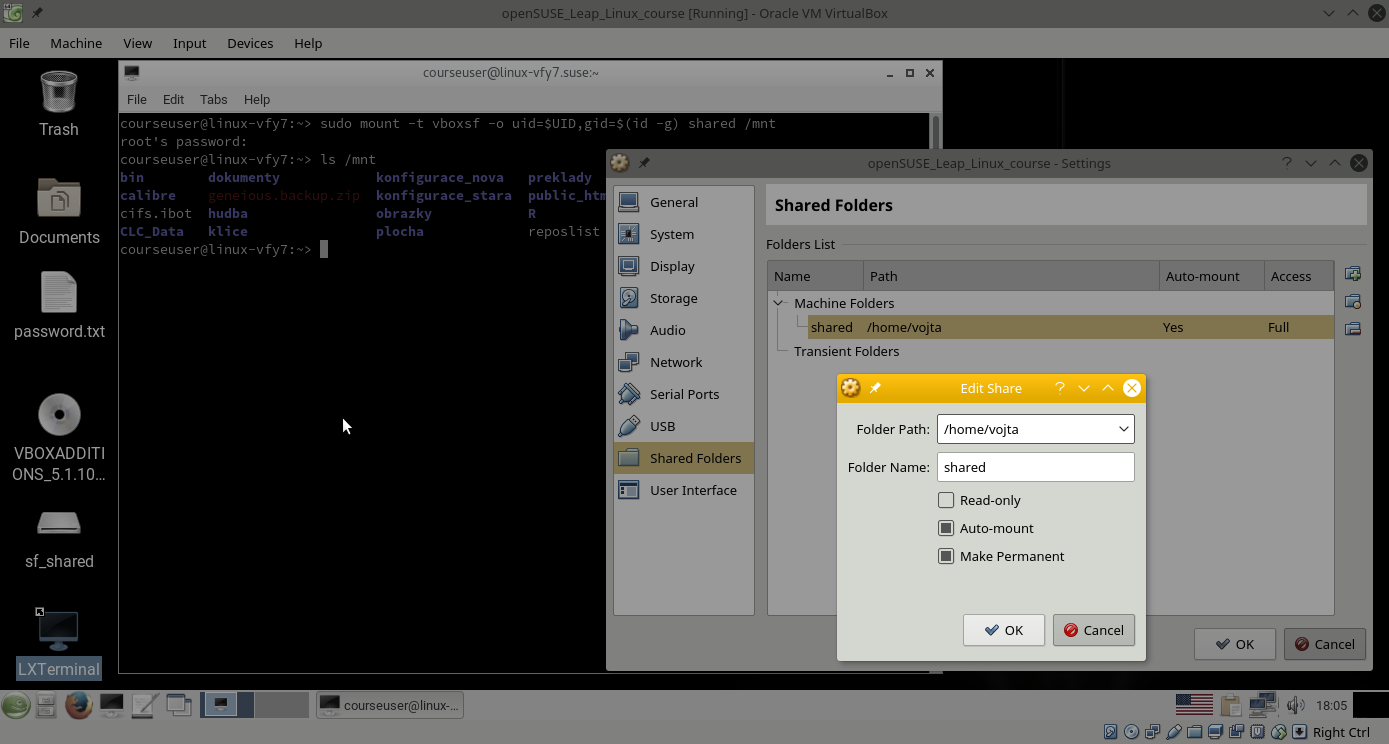 openSUSE_Leap_Linux_course [Running] - Oracle VM VirtualBox
File Machine View Input Devices Help
Trash
Documents
password.txt
VBOXADDITI
ONS_5.1.10...
sf_shared
LXTerminal
courseuser@linux-vfy7.suse:~
File Edit Tabs Help
courseuser@linux-vfy7:~> sudo mount -t vboxsf -o uid=$UID,gid=$(id -g) shared /mnt
root's password:
courseuser@linux-vfy7:~> ls /mnt
bin dokumenty konfigurace_nova preklady
calibre geneious.backup.zip konfigurace_stara public_htm
cifs.ibot hudba obrazky R
CLC_Data klice plocha reposlist
courseuser@linux-vfy7:~>
openSUSE_Leap_Linux_course - Settings
General
System
Display
Storage
Audio
Network
Serial Ports
USB
Shared Folders
User Interface
Shared Folders
Folders List
Name Path Auto-mount Access
Machine Folders
shared /home/vojta Yes Full
Transient Folders
Edit Share
Folder Path: /home/vojta
Folder Name: shared
Read-only
Auto-mount
Make Permanent
OK Cancel
OK Cancel
courseuser@linux-...
18:05
Right Ctrl